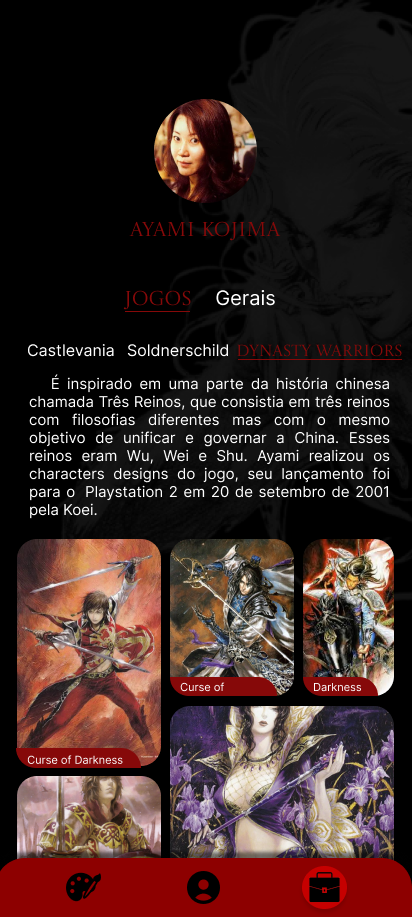 AYAMI KOJIMA
JOGOS Gerais
Castlevania Soldnerschild DYNASTY WARRIORS
É inspirado em uma parte da história chinesa
chamada Três Reinos, que consistia em três reinos
com filosofias diferentes mas com o mesmo
objetivo de unificar e governar a China. Esses
reinos eram Wu, Wei e Shu. Ayami realizou os
characters designs do jogo, seu lançamento foi
para o Playstation 2 em 20 de setembro de 2001
pela Koei.
Curse of
Darkness
Curse of Darkness